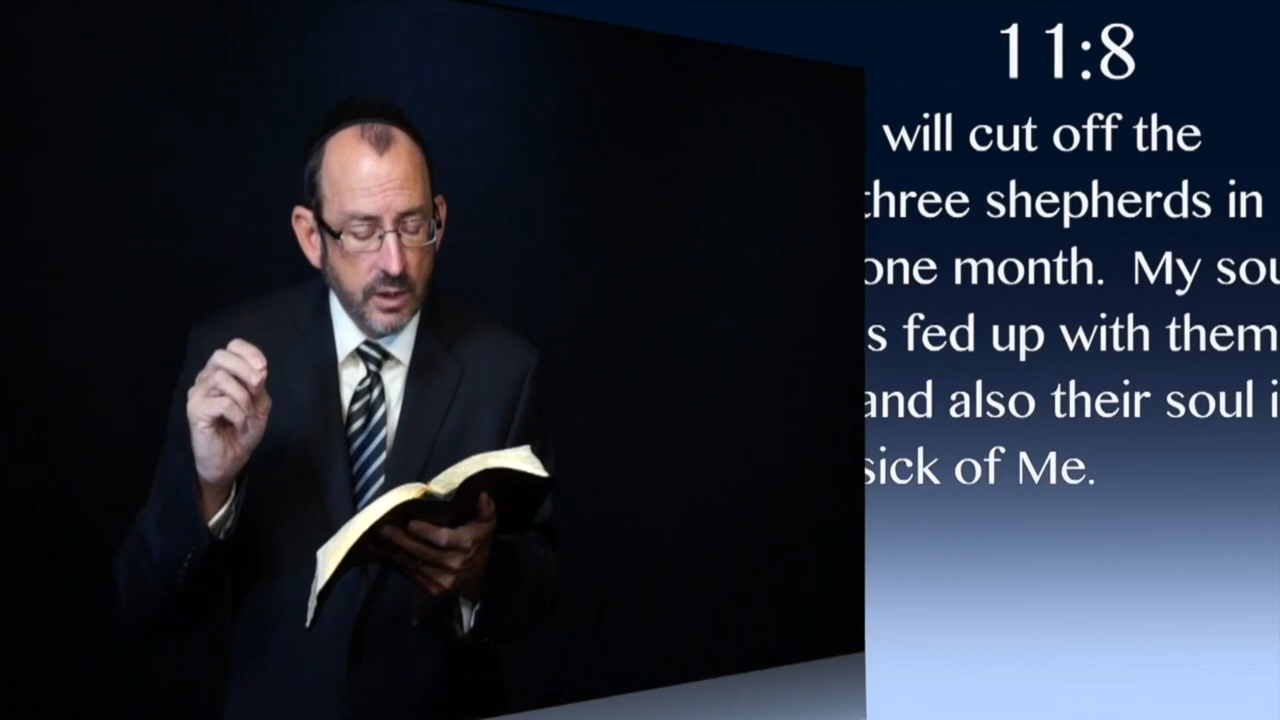 11:8
will cut off the
three shepherds in
one month. My sou
s fed up with them
and also their soul i
sick of Me.